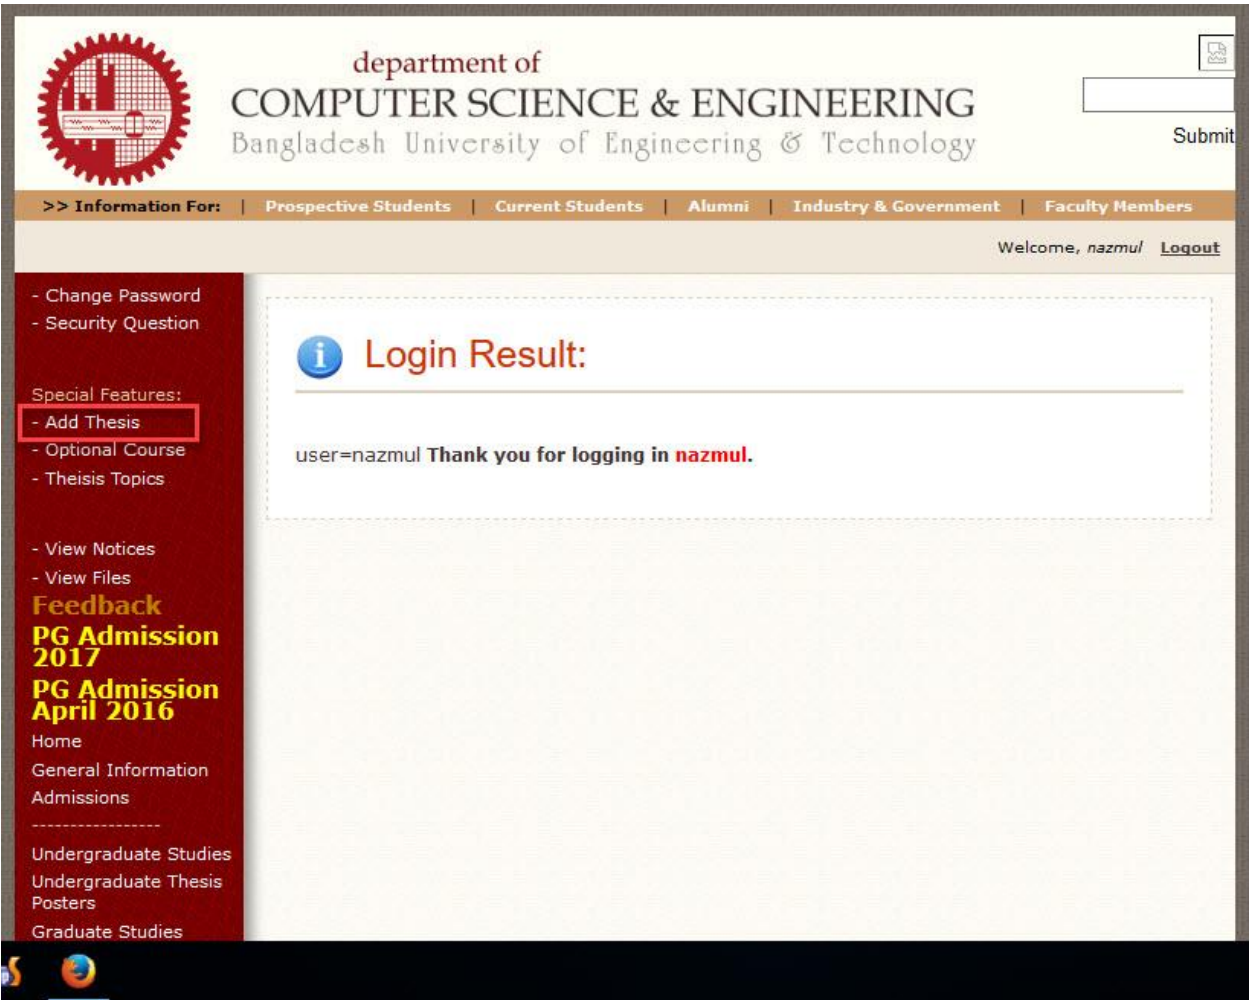 department of
COMPUTER SCIENCE & ENGINEERING
Bangladesh University of Engineering & Technology
Submit
>> Information For: | Prospective Students | Current Students | Alumni | Industry & Government | Faculty Members
Welcome, nazmul Logout
- Change Password
- Security Question
Special Features:
- Add Thesis
- Optional Course
- Theisis Topics
- View Notices
- View Files
Feedback
PG Admission
2017
PG Admission
April 2016
Home
General Information
Admissions
-----------------
Undergraduate Studies
Undergraduate Thesis
Posters
Graduate Studies
Login Result:
user=nazmul Thank you for logging in nazmul.